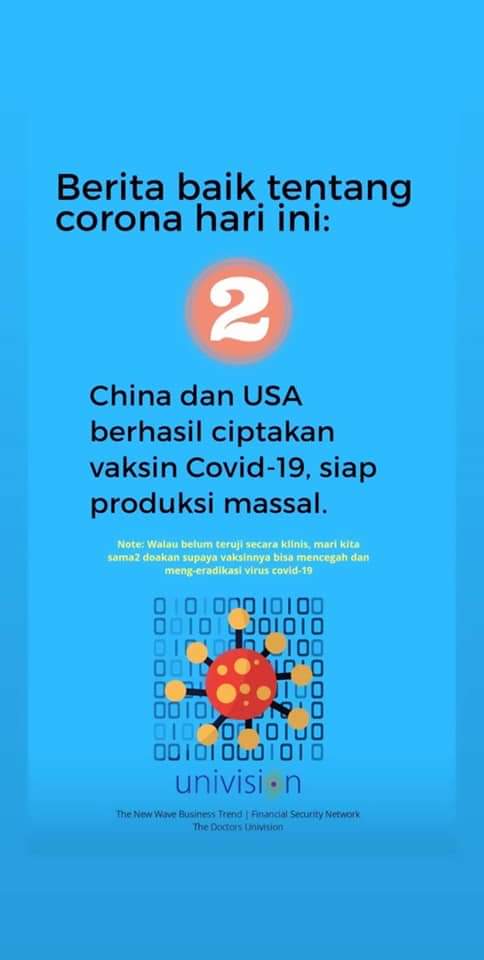 Berita baik tentang
corona hari ini:
2
China dan USA
berhasil ciptakan
vaksin Covid-19, siap
produksi massal.
Note: Walau belum teruji secara klinis, mari kita
sama2 doakan supaya vaksinnya bisa mencegah dan
meng-eradikasi virus covid-19
univision
The New Wave Business Trend | Financial Security Network
The Doctors Univision